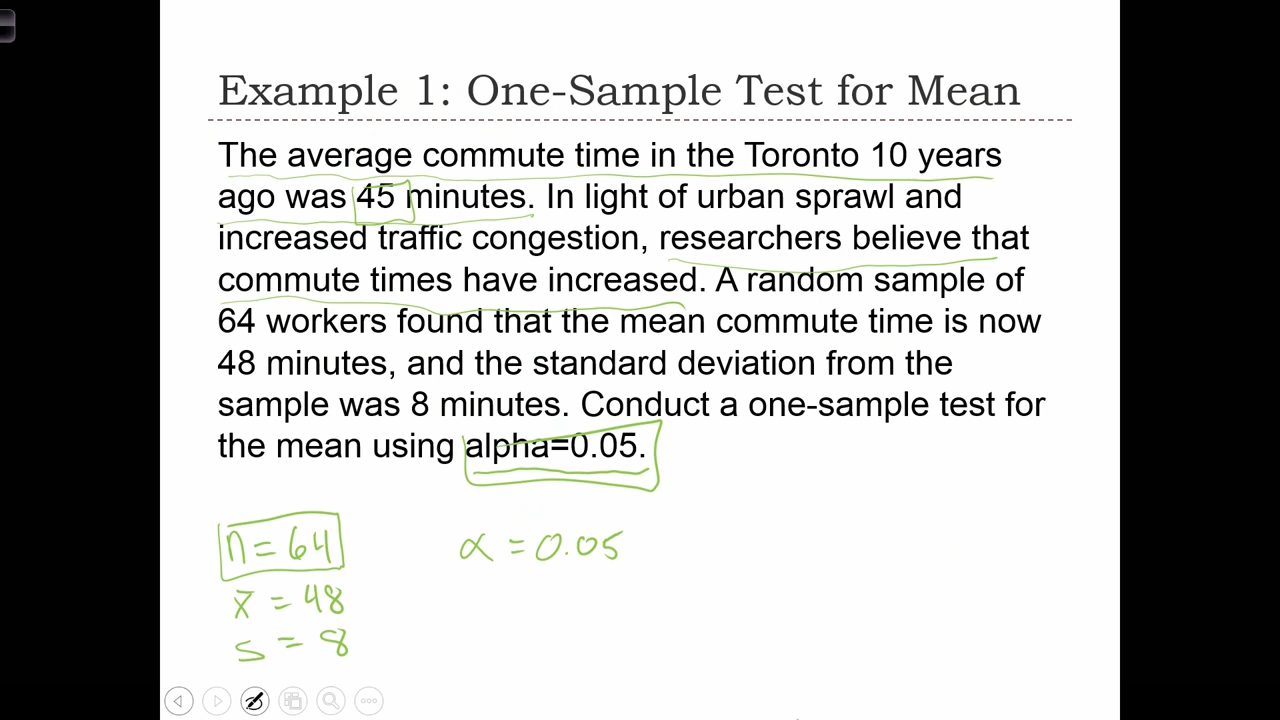 Example 1: One-Sample Test for Mean
The average commute time in the Toronto 10 years
ago was 45 minutes. In light of urban sprawl and
increased traffic congestion, researchers believe that
commute times have increased. A random sample of
64 workers found that the mean commute time is now
48 minutes, and the standard deviation from the
sample was 8 minutes. Conduct a one-sample test for
the mean using alpha=0.05.
n = 64
α = 0.05
x̄ = 48
s = 8